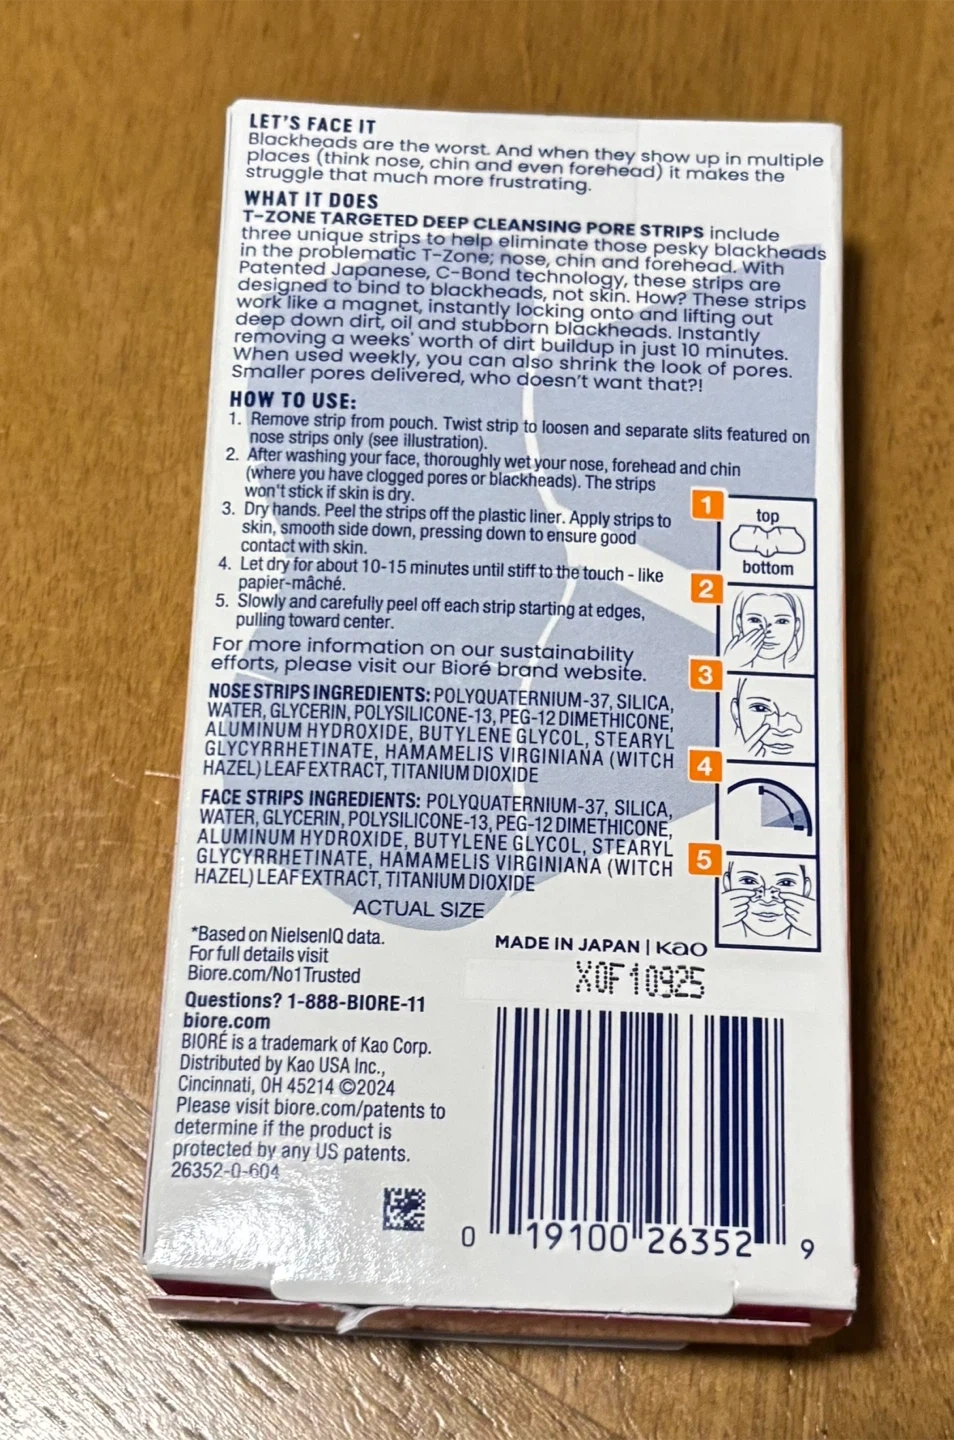 LET'S FACE IT
Blackheads are the worst. And when they show up in multiple
places (think nose, chin and even forehead) it makes the
struggle that much more frustrating.
WHAT IT DOES
T-ZONE TARGETED DEEP CLEANSING PORE STRIPS include
three unique strips to help eliminate those pesky blackheads
in the problematic T-Zone; nose, chin and forehead. With
Patented Japanese, C-Bond technology, these strips are
designed to bind to blackheads, not skin. How? These strips
work like a magnet, instantly locking onto and lifting out
deep down dirt, oil and stubborn blackheads. Instantly
removing a weeks' worth of dirt buildup in just 10 minutes.
When used weekly, you can also shrink the look of pores.
Smaller pores delivered, who doesn't want that?!
HOW TO USE:
1. Remove strip from pouch. Twist strip to loosen and separate slits featured on
nose strips only (see illustration).
2. After washing your face, thoroughly wet your nose, forehead and chin
(where you have clogged pores or blackheads). The strips
won't stick if skin is dry.
3. Dry hands. Peel the strips off the plastic liner. Apply strips to
skin, smooth side down, pressing down to ensure good
contact with skin.
4. Let dry for about 10-15 minutes until stiff to the touch - like
papier-mâché.
5. Slowly and carefully peel off each strip starting at edges,
pulling toward center.
For more information on our sustainability
efforts, please visit our Bioré brand website.
NOSE STRIPS INGREDIENTS: POLYQUATERNIUM-37, SILICA,
WATER, GLYCERIN, POLYSILICONE-13, PEG-12 DIMETHICONE,
ALUMINUM HYDROXIDE, BUTYLENE GLYCOL, STEARYL
GLYCYRRHETINATE, HAMAMELIS VIRGINIANA (WITCH
HAZEL) LEAF EXTRACT, TITANIUM DIOXIDE
FACE STRIPS INGREDIENTS: POLYQUATERNIUM-37, SILICA,
WATER, GLYCERIN, POLYSILICONE-13, PEG-12 DIMETHICONE,
ALUMINUM HYDROXIDE, BUTYLENE GLYCOL, STEARYL
GLYCYRRHETINATE, HAMAMELIS VIRGINIANA (WITCH
HAZEL) LEAF EXTRACT, TITANIUM DIOXIDE
ACTUAL SIZE
1
top
bottom
2
3
4
5
*Based on NielsenIQ data.
For full details visit
Biore.com/No1Trusted
Questions? 1-888-BIORE-11
biore.com
BIORÉ is a trademark of Kao Corp.
Distributed by Kao USA Inc.,
Cincinnati, OH 45214 ©2024
Please visit biore.com/patents to
determine if the product is
protected by any US patents.
26352-0-604
MADE IN JAPAN | Kao
X0F10925
0 19100 26352 9